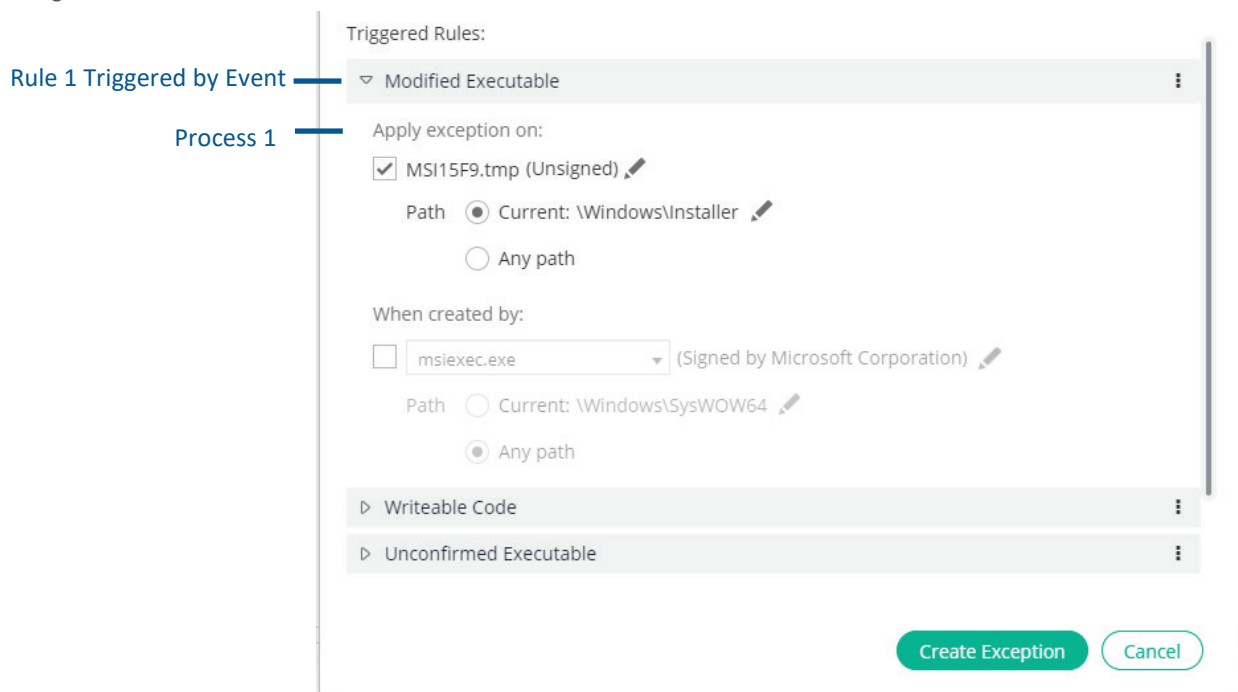 Triggered Rules:
Rule 1 Triggered by Event
Modified Executable
Process 1
Apply exception on:
MSI15F9.tmp (Unsigned)
Path Current: \Windows\Installer
Any path
When created by:
msiexec.exe (Signed by Microsoft Corporation)
Path Current: \Windows\SysWOW64
Any path
Writeable Code
Unconfirmed Executable
Create Exception Cancel